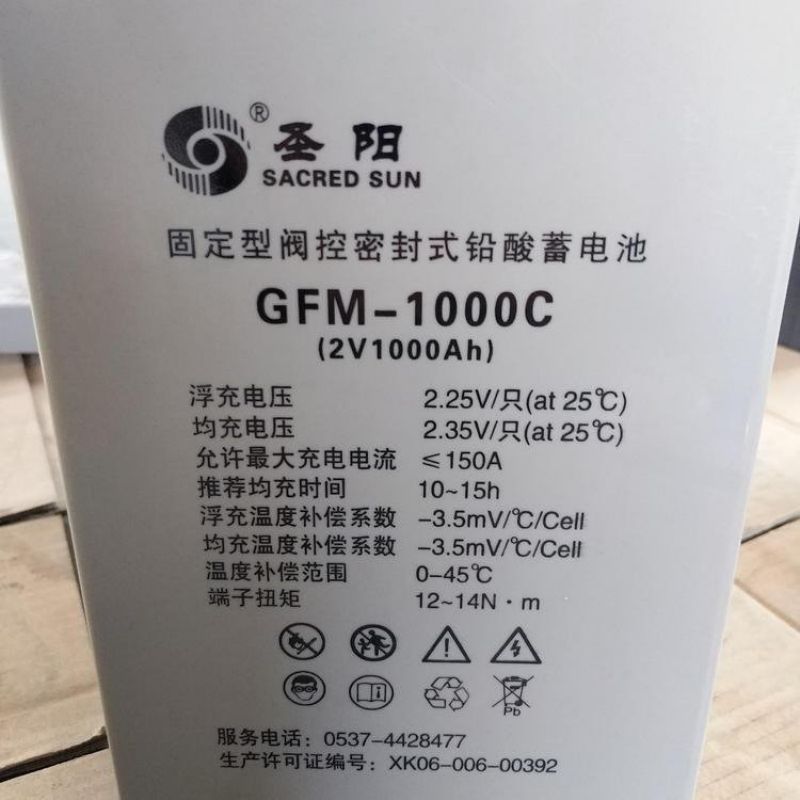 ® 圣阳
SACRED SUN
固定型阀控密封式铅酸蓄电池
GFM-1000C
(2V1000Ah)
浮充电压 2.25V/只(at 25℃)
均充电压 2.35V/只(at 25℃)
允许最大充电电流 ≤150A
推荐均充时间 10~15h
浮充温度补偿系数 -3.5mV/℃/Cell
均充温度补偿系数 -3.5mV/℃/Cell
温度补偿范围 0-45℃
端子扭矩 12~14N·m
Pb
服务电话：0537-4428477
生产许可证编号：XK06-006-00392